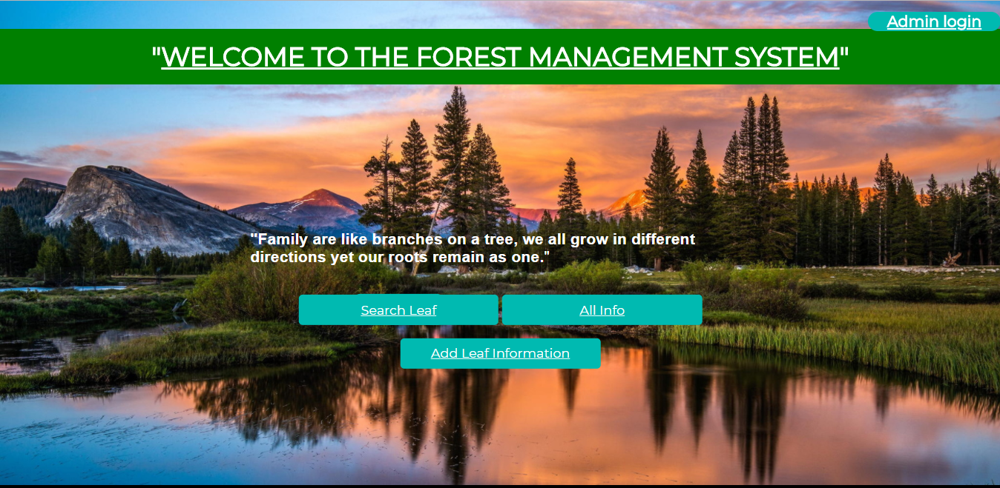 Admin login
"WELCOME TO THE FOREST MANAGEMENT SYSTEM"
"Family are like branches on a tree, we all grow in different
directions yet our roots remain as one."
Search Leaf
All Info
Add Leaf Information